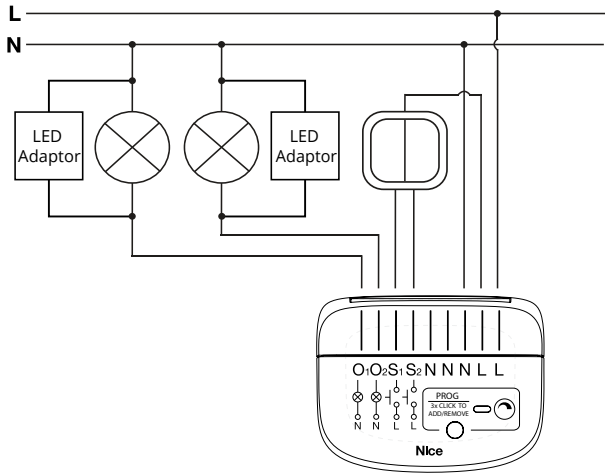 L
N
LED
Adaptor
LED
Adaptor
O1O2S1S2NNNLL
N N L L
PROG
3x CLICK TO
ADD/REMOVE
NIce